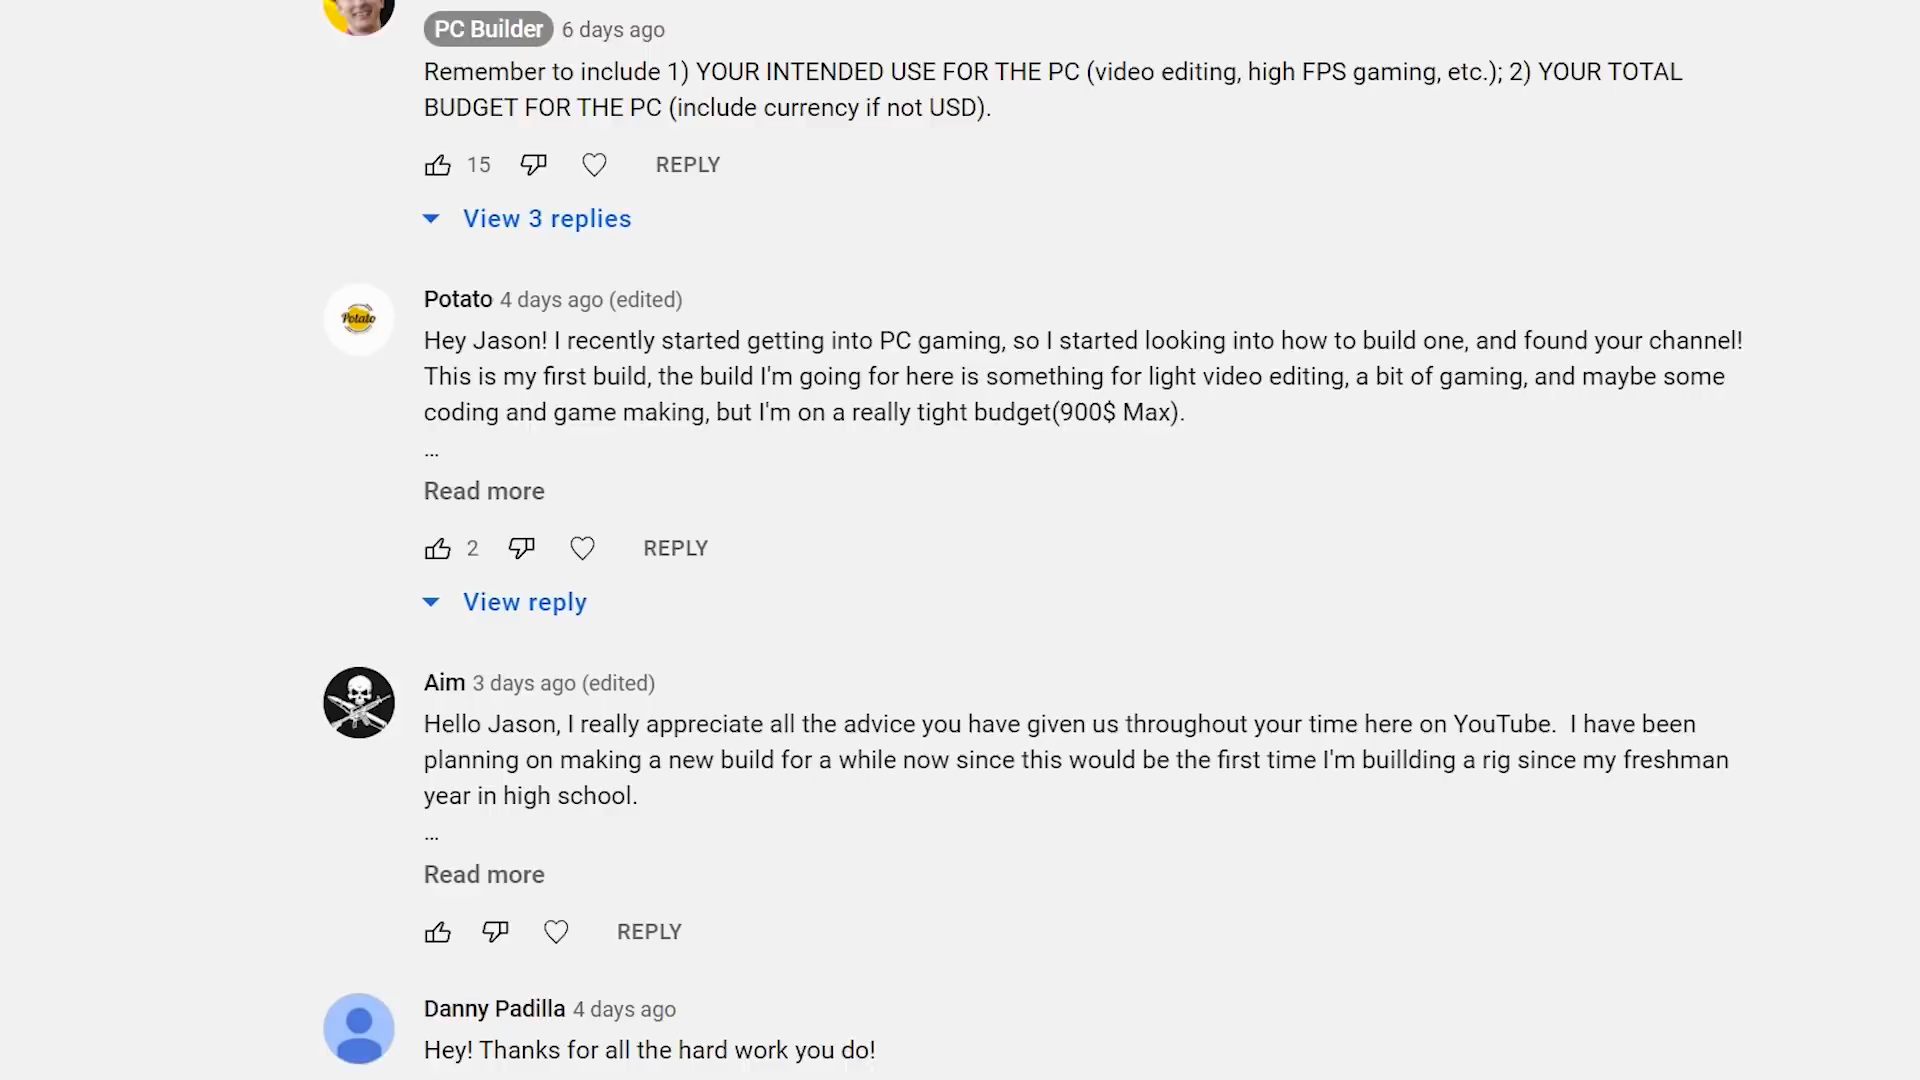 PC Builder 6 days ago
Remember to include 1) YOUR INTENDED USE FOR THE PC (video editing, high FPS gaming, etc.); 2) YOUR TOTAL
BUDGET FOR THE PC (include currency if not USD).
15 REPLY
View 3 replies
Potato
Potato 4 days ago (edited)
Hey Jason! I recently started getting into PC gaming, so I started looking into how to build one, and found your channel!
This is my first build, the build I'm going for here is something for light video editing, a bit of gaming, and maybe some
coding and game making, but I'm on a really tight budget(900$ Max).
...
Read more
2 REPLY
View reply
Aim 3 days ago (edited)
Hello Jason, I really appreciate all the advice you have given us throughout your time here on YouTube.  I have been
planning on making a new build for a while now since this would be the first time I'm buillding a rig since my freshman
year in high school.
...
Read more
REPLY
Danny Padilla 4 days ago
Hey! Thanks for all the hard work you do!